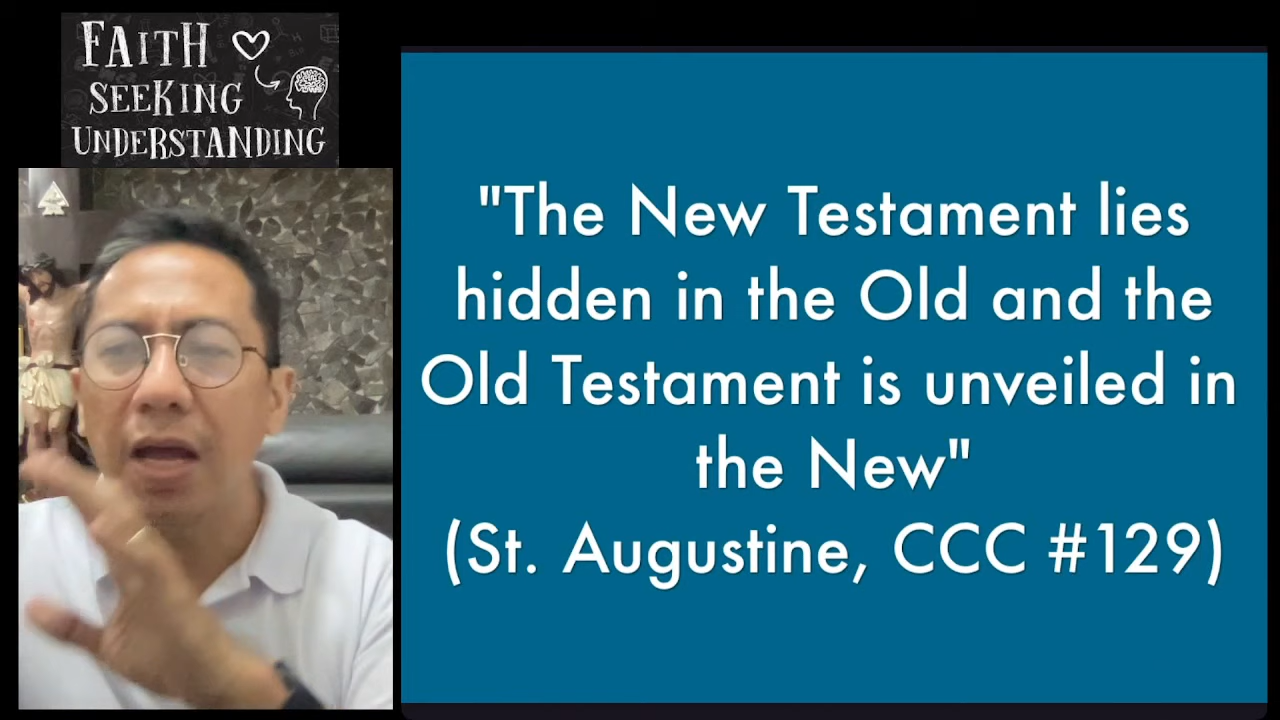 FAITH
SEEKING
UNDERSTANDING
"The New Testament lies
hidden in the Old and the
Old Testament is unveiled in
the New"
(St. Augustine, CCC #129)